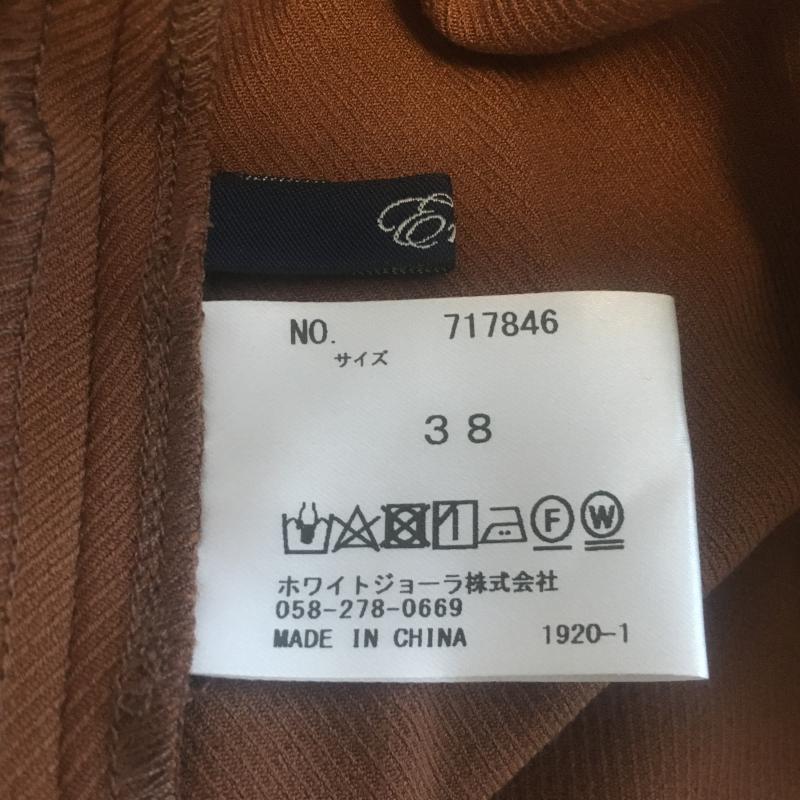 NO. 717846
サイズ
38
F W
ホワイトジョーラ株式会社
058-278-0669
MADE IN CHINA 1920-1